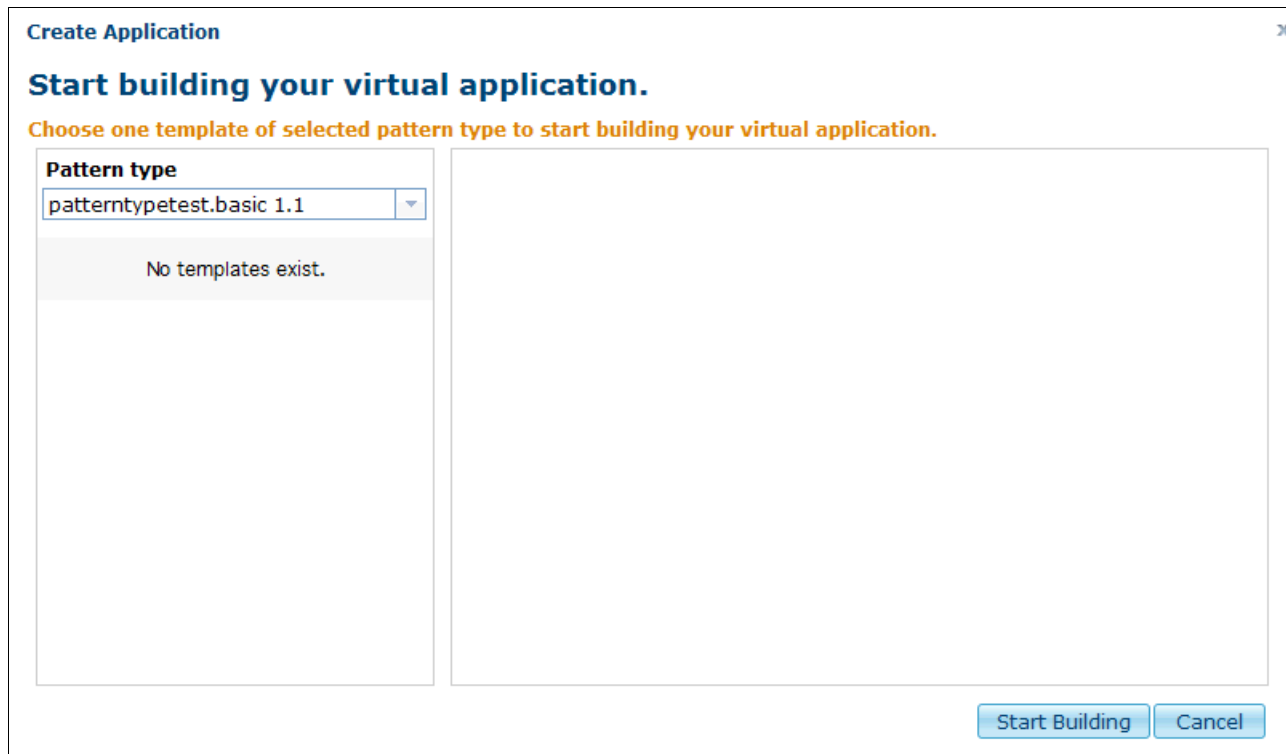 Create Application
Start building your virtual application.
Choose one template of selected pattern type to start building your virtual application.
Pattern type
patterntypetest.basic 1.1
No templates exist.
Start Building
Cancel